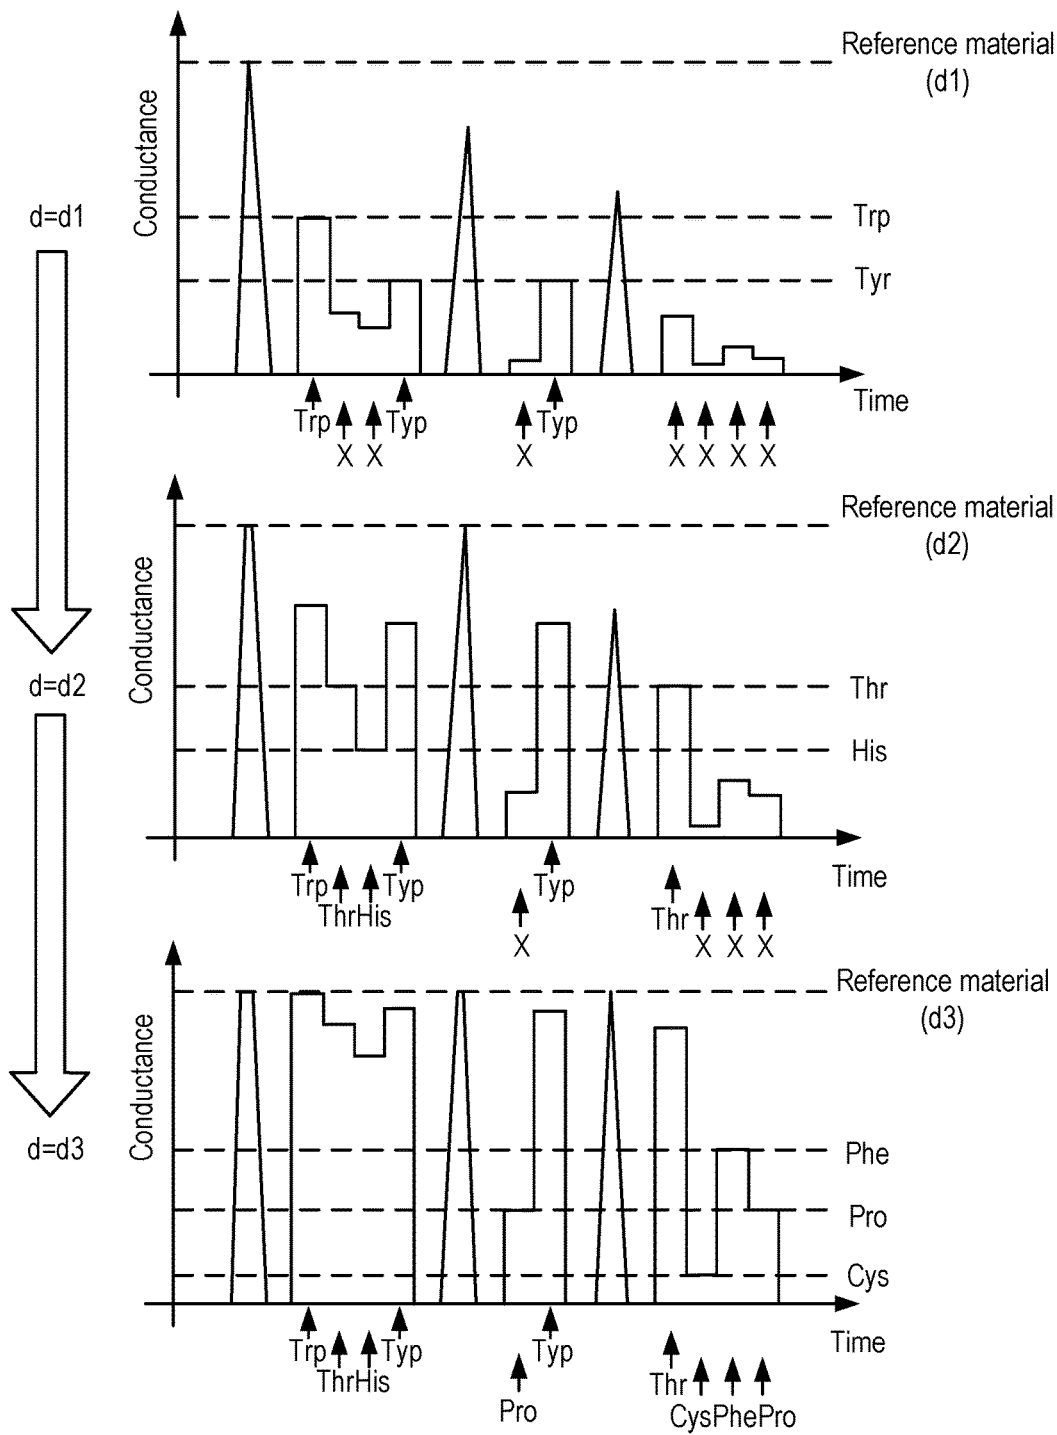 Reference material
(d1)
Conductance
d=d1
Trp
Tyr
Time
Trp Typ Typ
X X X X X X X
Reference material
(d2)
Conductance
d=d2
Thr
His
Time
Trp Typ Typ
ThrHis Thr
X X X X
Reference material
(d3)
Conductance
d=d3
Phe
Pro
Cys
Time
Trp Typ Typ
ThrHis Thr
Pro CysPhePro